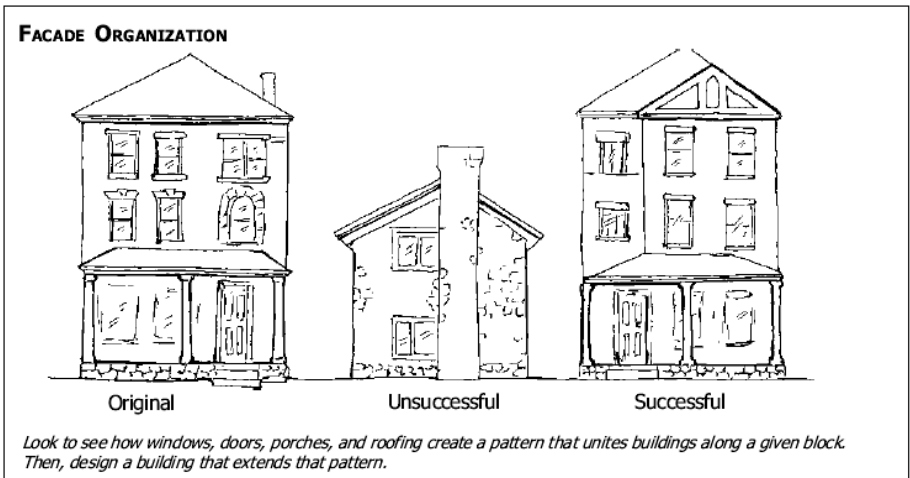 FACADE ORGANIZATION
Original
Unsuccessful
Successful
Look to see how windows, doors, porches, and roofing create a pattern that unites buildings along a given block.
Then, design a building that extends that pattern.